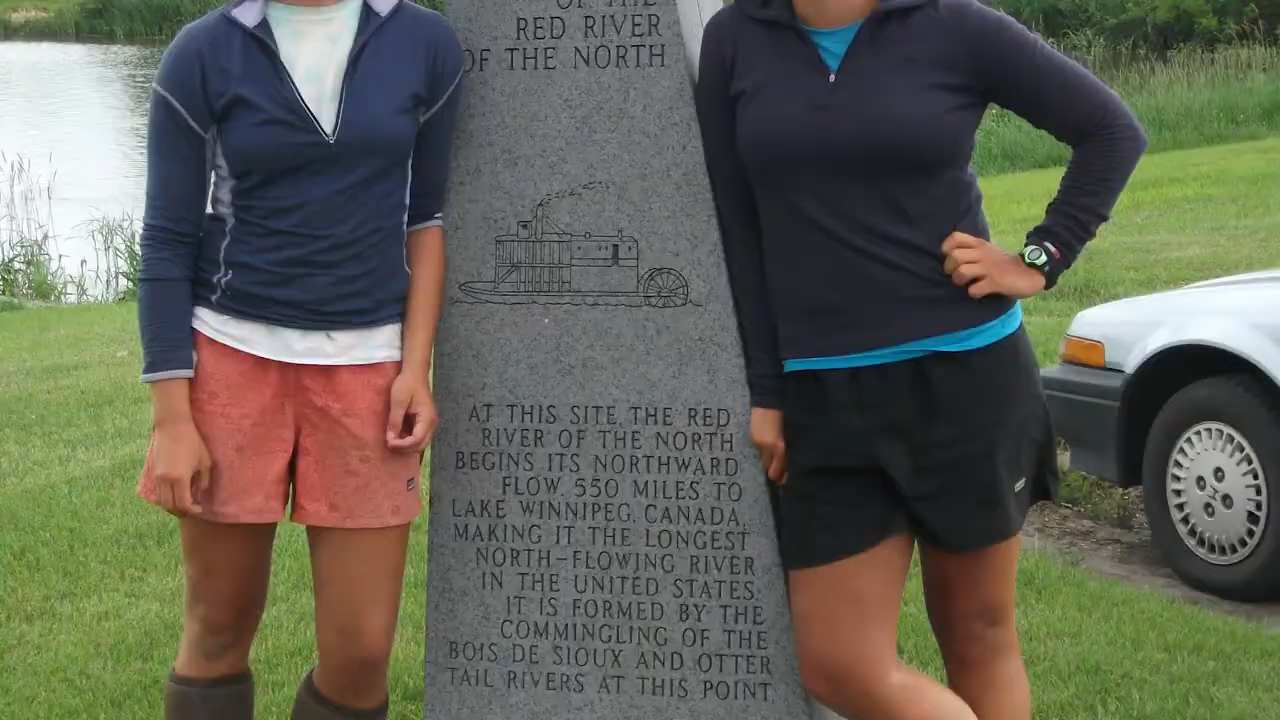 OF THE
RED RIVER
OF THE NORTH
AT THIS SITE, THE RED
RIVER OF THE NORTH
BEGINS ITS NORTHWARD
FLOW, 550 MILES TO
LAKE WINNIPEG, CANADA,
MAKING IT THE LONGEST
NORTH-FLOWING RIVER
IN THE UNITED STATES.
IT IS FORMED BY THE
COMMINGLING OF THE
BOIS DE SIOUX AND OTTER
TAIL RIVERS AT THIS POINT.